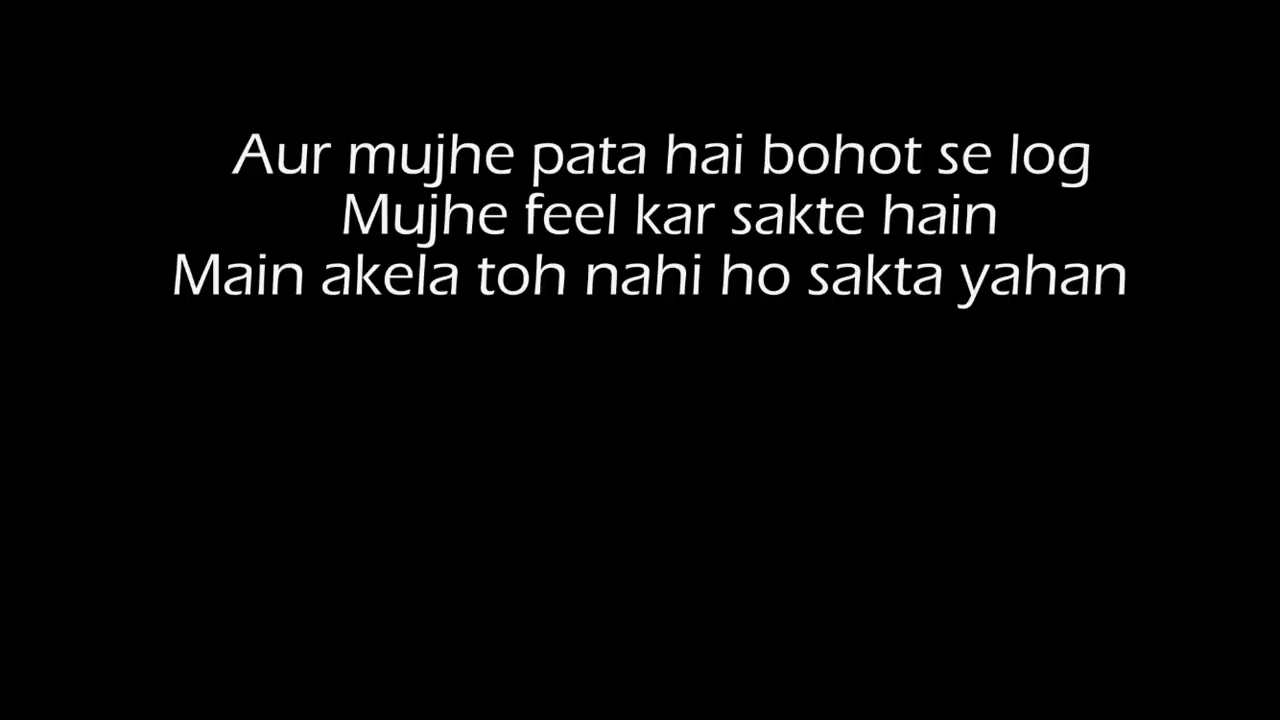 Aur mujhe pata hai bohot se log
Mujhe feel kar sakte hain
Main akela toh nahi ho sakta yahan